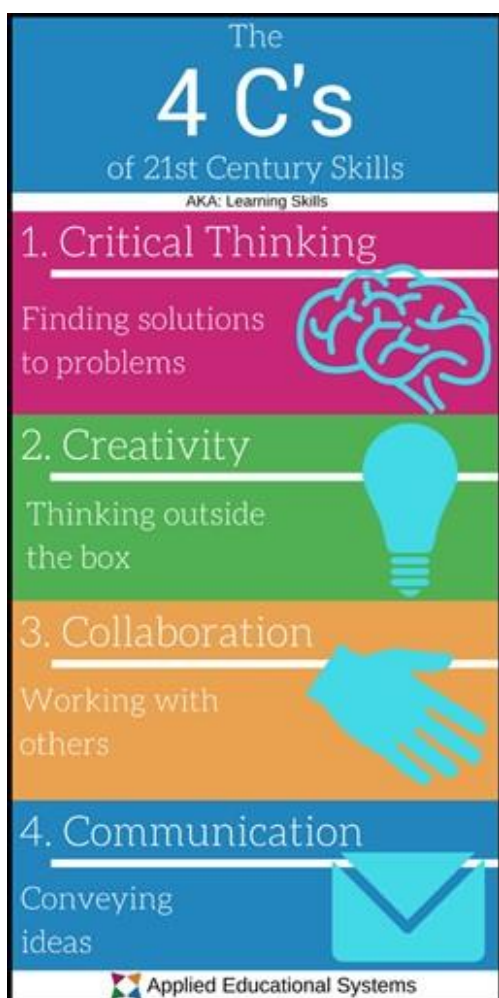 The
4 C's
of 21st Century Skills
AKA: Learning Skills
1. Critical Thinking
Finding solutions
to problems
2. Creativity
Thinking outside
the box
3. Collaboration
Working with
others
4. Communication
Conveying
ideas
Applied Educational Systems